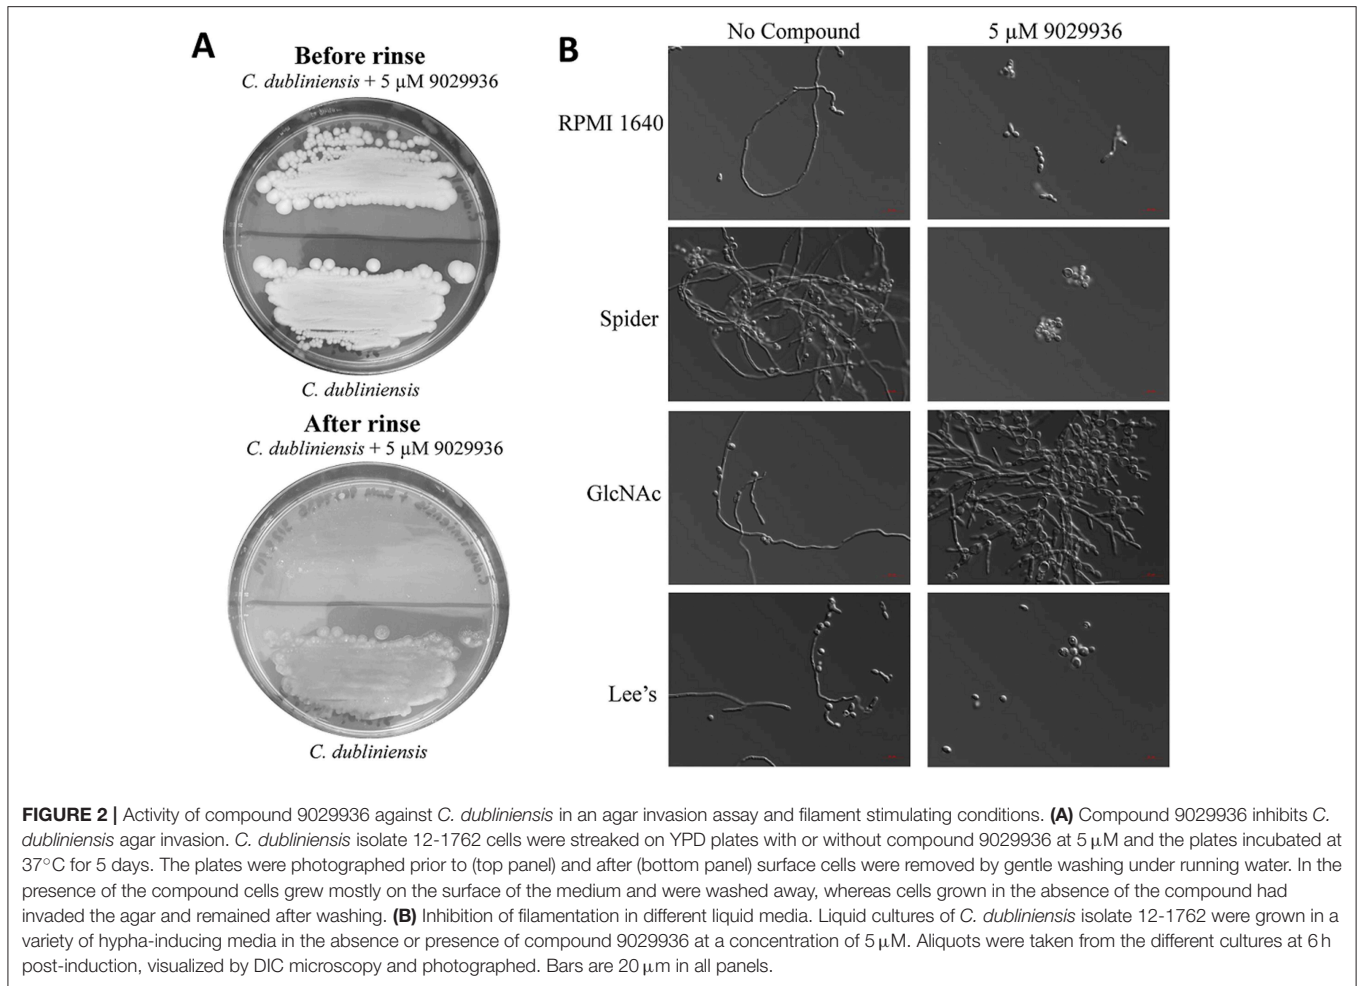 A
Before rinse
C. dubliniensis + 5 µM 9029936
C. dubliniensis
After rinse
C. dubliniensis + 5 µM 9029936
C. dubliniensis
B
No Compound
5 µM 9029936
RPMI 1640
Spider
GlcNAc
Lee's
FIGURE 2 | Activity of compound 9029936 against C. dubliniensis in an agar invasion assay and filament stimulating conditions. (A) Compound 9029936 inhibits C.
dubliniensis agar invasion. C. dubliniensis isolate 12-1762 cells were streaked on YPD plates with or without compound 9029936 at 5 µM and the plates incubated at
37°C for 5 days. The plates were photographed prior to (top panel) and after (bottom panel) surface cells were removed by gentle washing under running water. In the
presence of the compound cells grew mostly on the surface of the medium and were washed away, whereas cells grown in the absence of the compound had
invaded the agar and remained after washing. (B) Inhibition of filamentation in different liquid media. Liquid cultures of C. dubliniensis isolate 12-1762 were grown in a
variety of hypha-inducing media in the absence or presence of compound 9029936 at a concentration of 5 µM. Aliquots were taken from the different cultures at 6 h
post-induction, visualized by DIC microscopy and photographed. Bars are 20 µm in all panels.